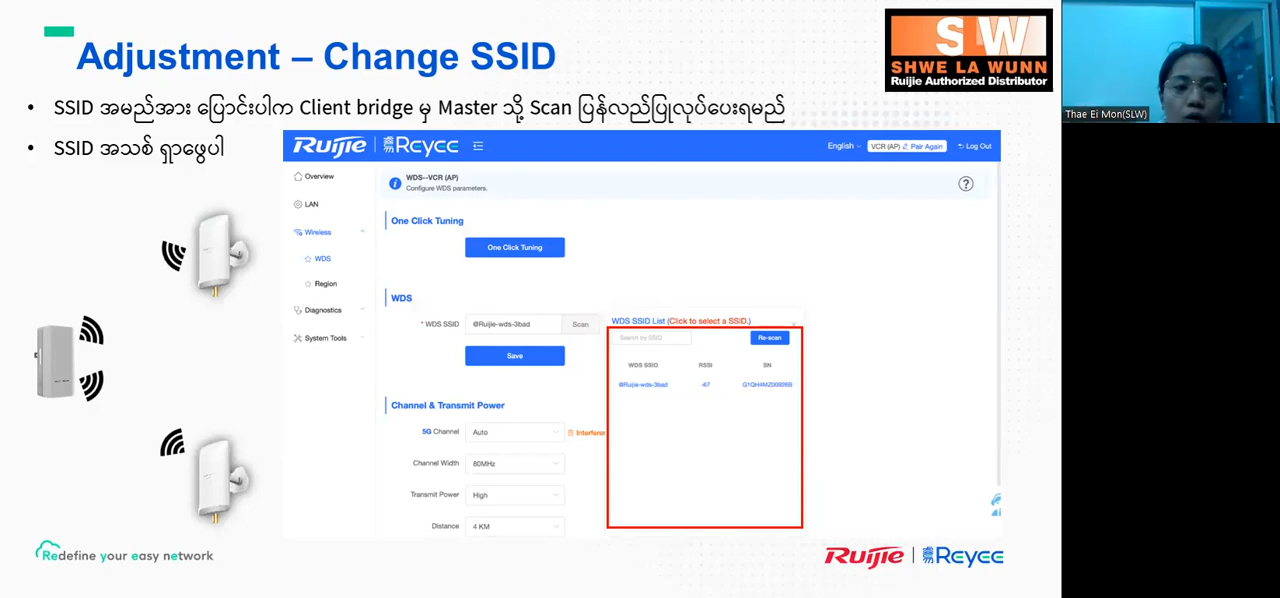 Adjustment – Change SSID
SW
SHWE LA WUNN
Ruijie Authorized Distributor
Thae Ei Mon(SLW)
• SSID အမည်အား ပြောင်းပါက Client bridge မှ Master သို့ Scan ပြန်လည်ပြုလုပ်ပေးရမည်
• SSID အသစ် ရှာဖွေပါ
Ruijie | 睿易 Reyee
English
VCR (AP) Pair Again
Log Out
Overview
LAN
Wireless
WDS
Region
Diagnostics
System Tools
WDS--VCR (AP)
Configure WDS parameters.
One Click Tuning
One Click Tuning
WDS
* WDS SSID @Ruijie-wds-3bad Scan
Save
WDS SSID List (Click to select a SSID.)
Search by SSID Re-scan
WDS SSID RSSI SN
@Ruijie-wds-3bad -67
Channel & Transmit Power
5G Channel Auto Interferen
Channel Width 80MHz
Transmit Power High
Distance 4 KM
Redefine your easy network
Ruijie | 睿易 Reyee